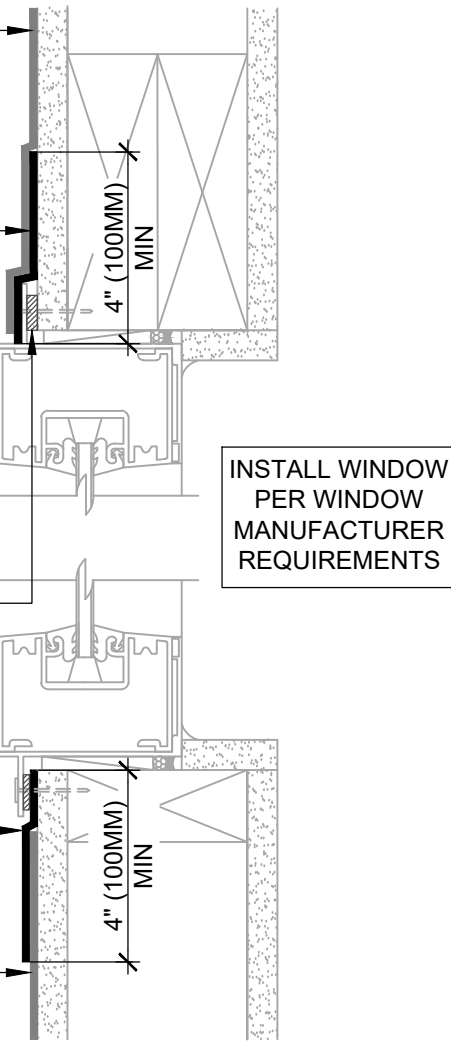 4" (100MM)
MIN
INSTALL WINDOW
PER WINDOW
MANUFACTURER
REQUIREMENTS
4" (100MM)
MIN